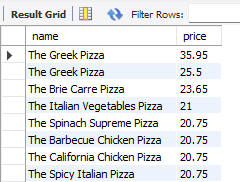 Result Grid Filter Rows:
name price
The Greek Pizza 35.95
The Greek Pizza 25.5
The Brie Carre Pizza 23.65
The Italian Vegetables Pizza 21
The Spinach Supreme Pizza 20.75
The Barbecue Chicken Pizza 20.75
The California Chicken Pizza 20.75
The Spicy Italian Pizza 20.75